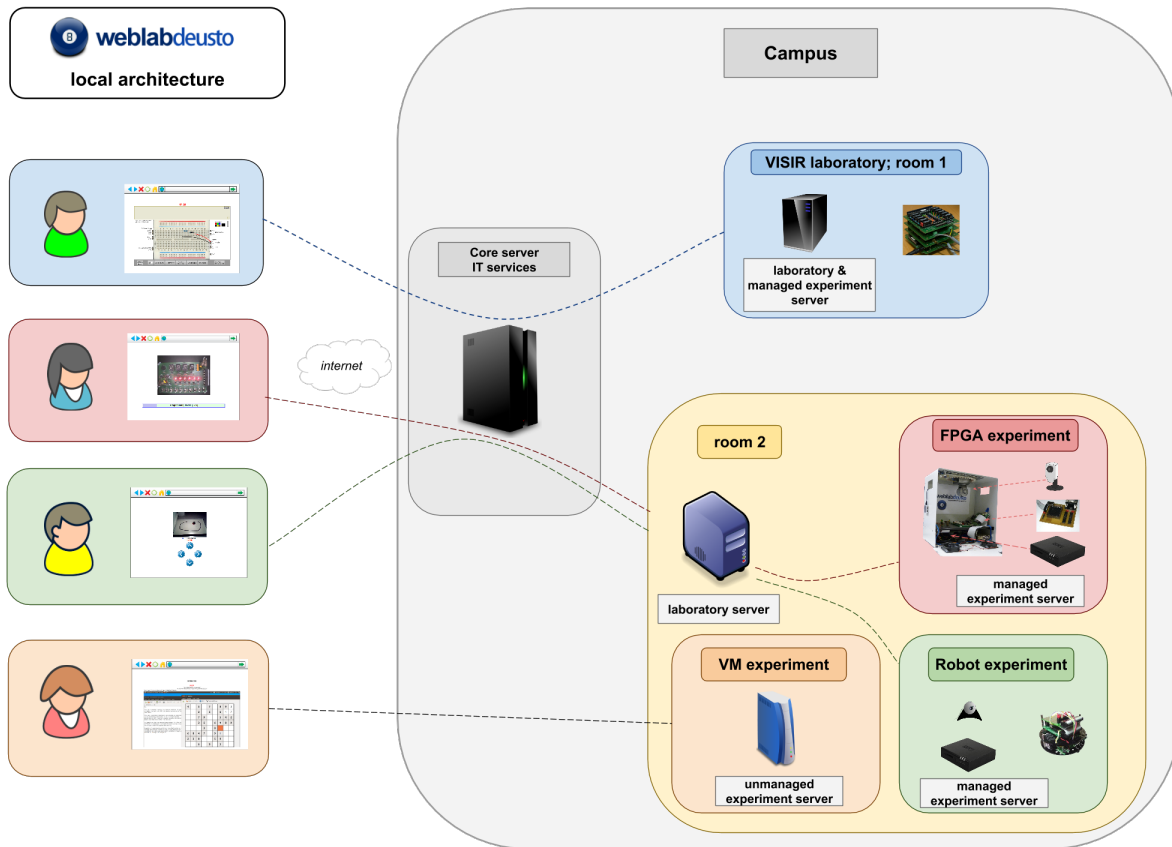 weblabdeusto
local architecture
Campus
VISIR laboratory; room 1
laboratory &
managed experiment
server
Core server
IT services
internet
room 2
FPGA experiment
weblabdeusto
managed
experiment server
laboratory server
VM experiment
unmanaged
experiment server
Robot experiment
managed
experiment server